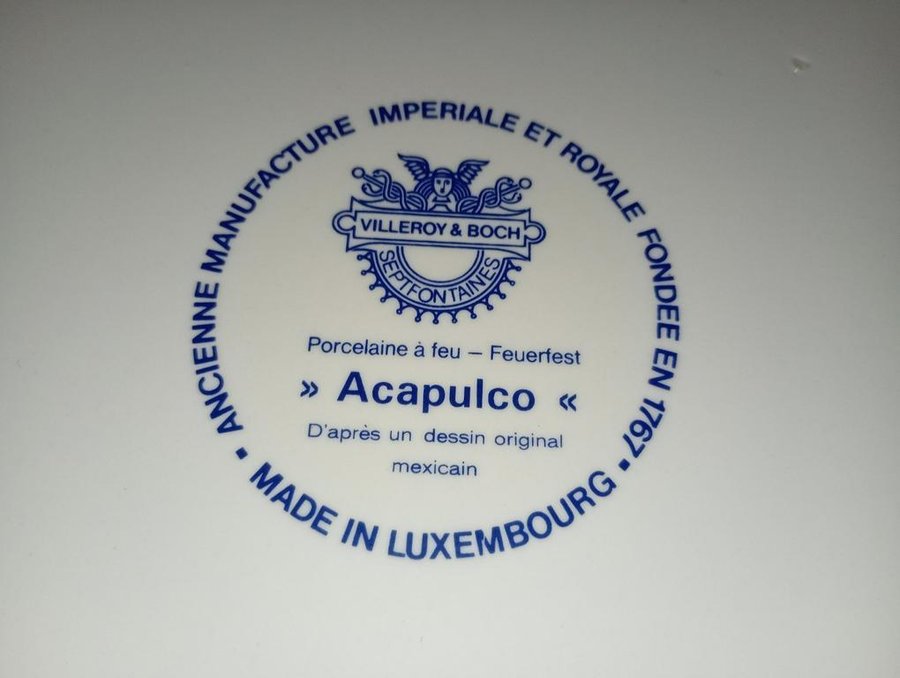 ANCIENNE MANUFACTURE IMPERIALE ET ROYALE FONDEE EN 1767
VILLEROY & BOCH
SEPTFONTAINES
Porcelaine à feu – Feuerfest
» Acapulco «
D'après un dessin original
mexicain
• MADE IN LUXEMBOURG •